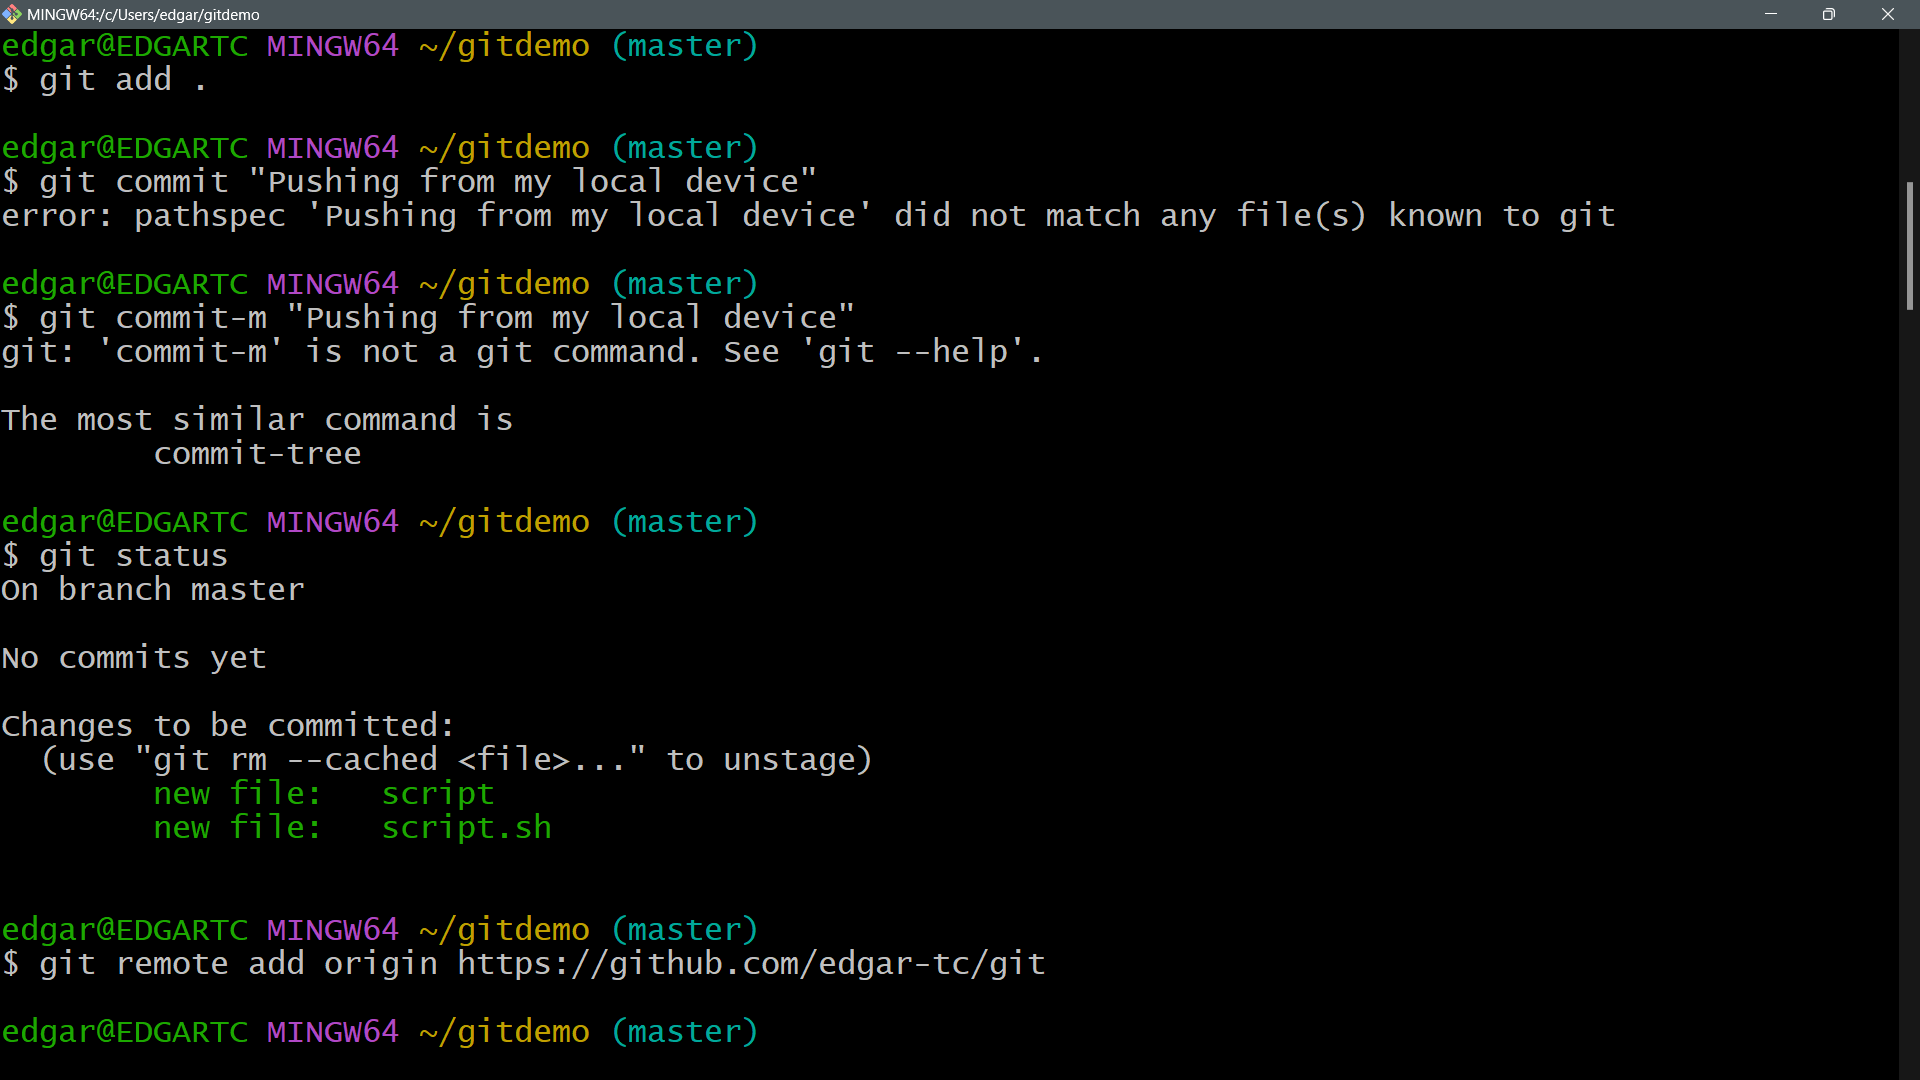 MINGW64:/c/Users/edgar/gitdemo
edgar@EDGARTC MINGW64 ~/gitdemo (master)
$ git add .
edgar@EDGARTC MINGW64 ~/gitdemo (master)
$ git commit "Pushing from my local device"
error: pathspec 'Pushing from my local device' did not match any file(s) known to git
edgar@EDGARTC MINGW64 ~/gitdemo (master)
$ git commit-m "Pushing from my local device"
git: 'commit-m' is not a git command. See 'git --help'.
The most similar command is
commit-tree
edgar@EDGARTC MINGW64 ~/gitdemo (master)
$ git status
On branch master
No commits yet
Changes to be committed:
(use "git rm --cached <file>..." to unstage)
new file:   script
new file:   script.sh
edgar@EDGARTC MINGW64 ~/gitdemo (master)
$ git remote add origin https://github.com/edgar-tc/git
edgar@EDGARTC MINGW64 ~/gitdemo (master)